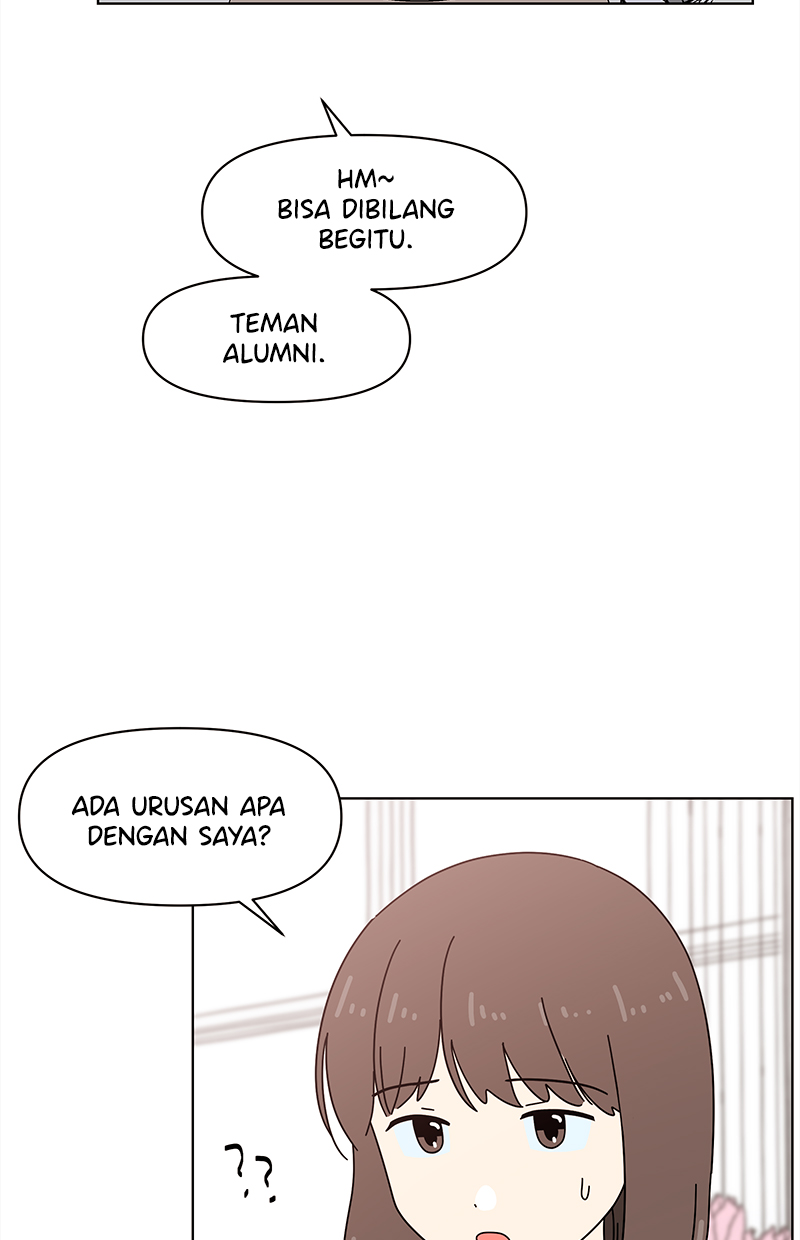 HM~
BISA DIBILANG
BEGITU.
TEMAN
ALUMNI.
ADA URUSAN APA
DENGAN SAYA?
??